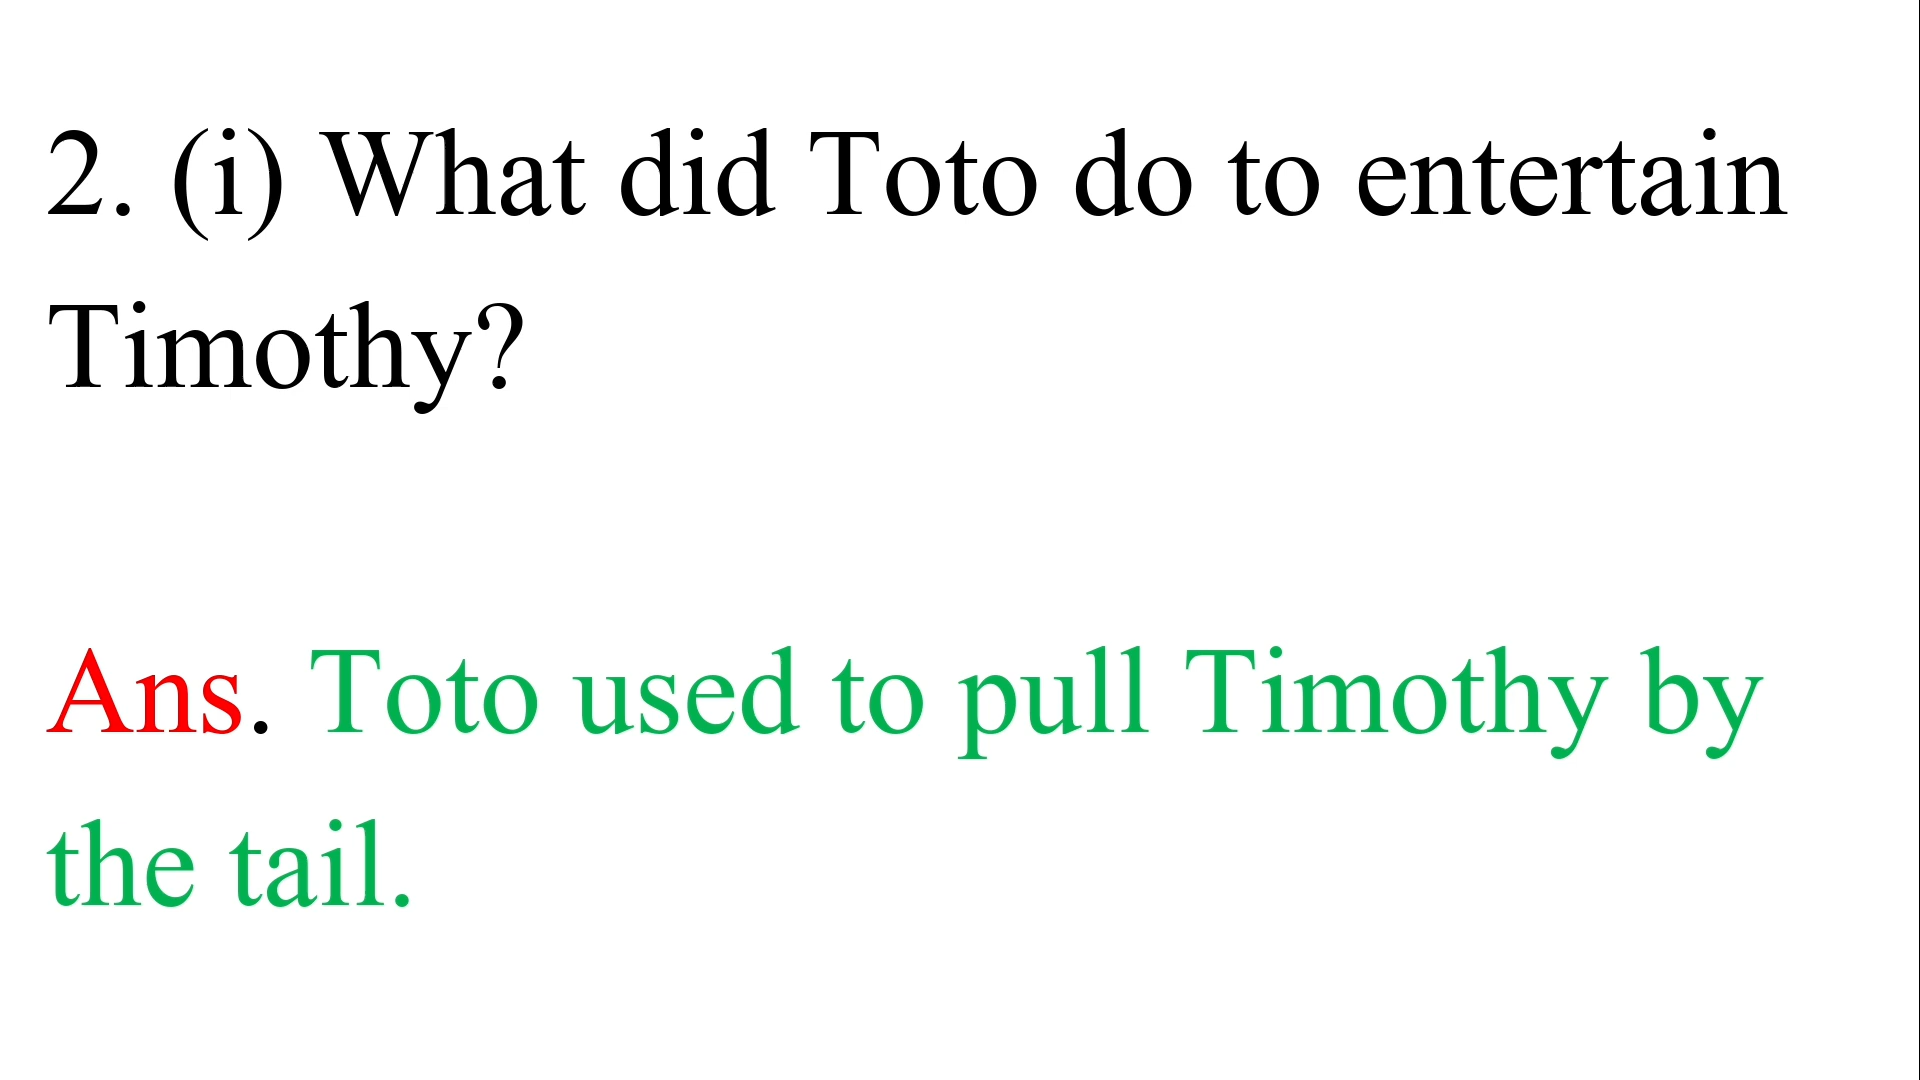 2. (i) What did Toto do to entertain
Timothy?
Ans. Toto used to pull Timothy by
the tail.